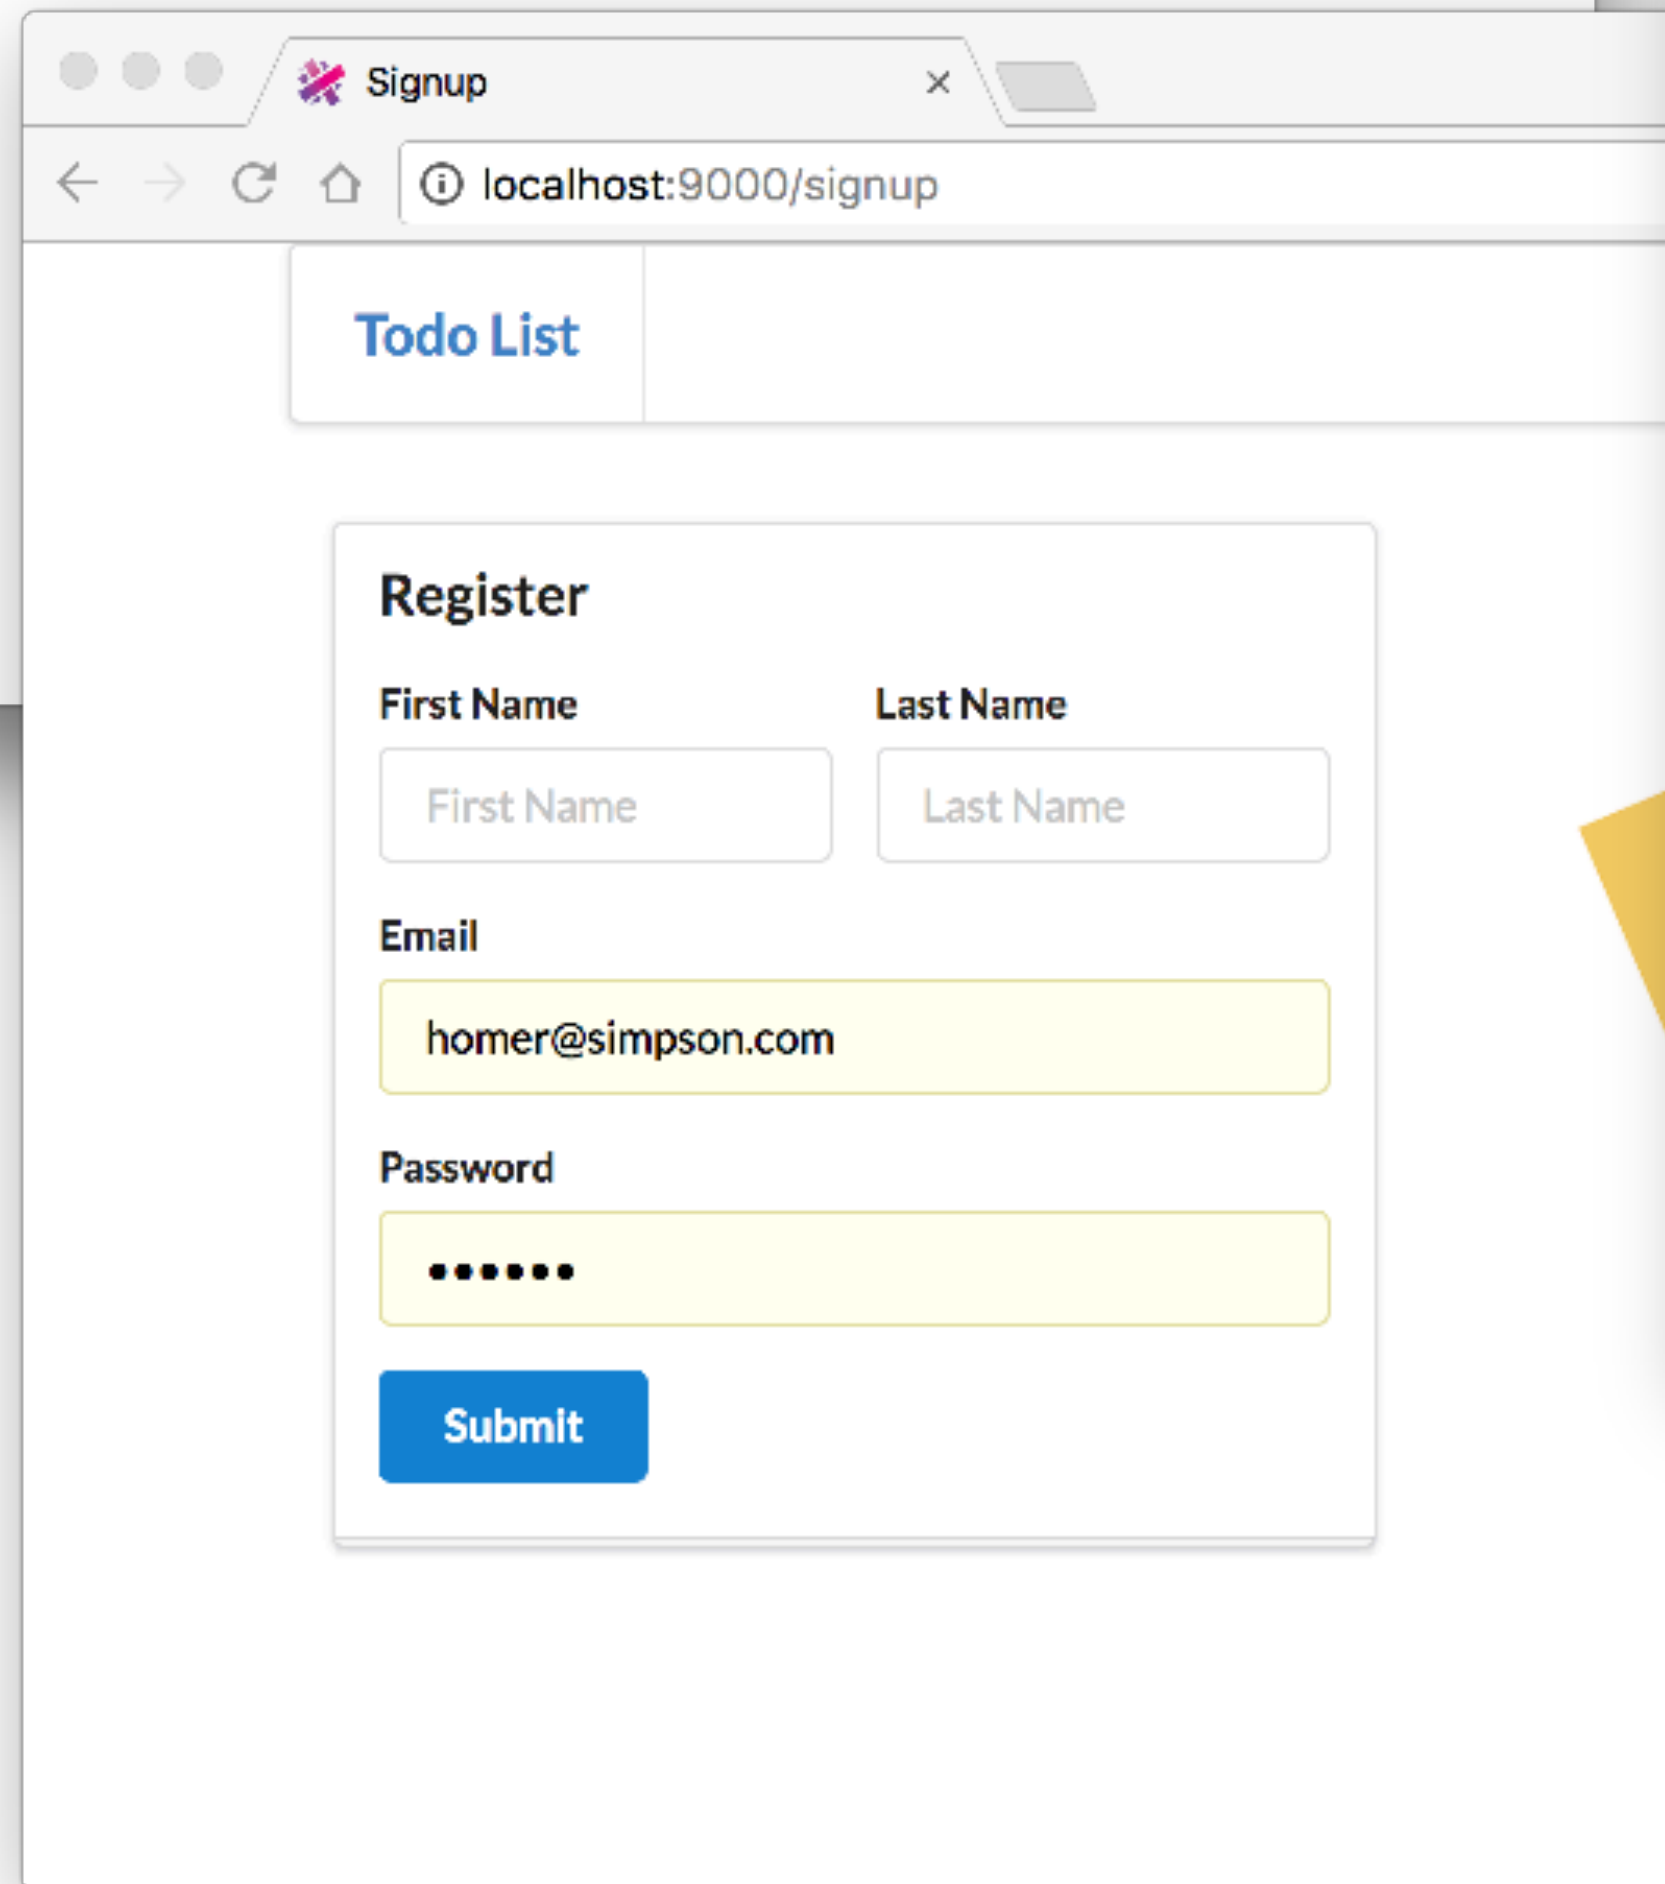 Signup
localhost:9000/signup
Todo List
Register
First Name Last Name
First Name Last Name
Email
homer@simpson.com
Password
••••••
Submit